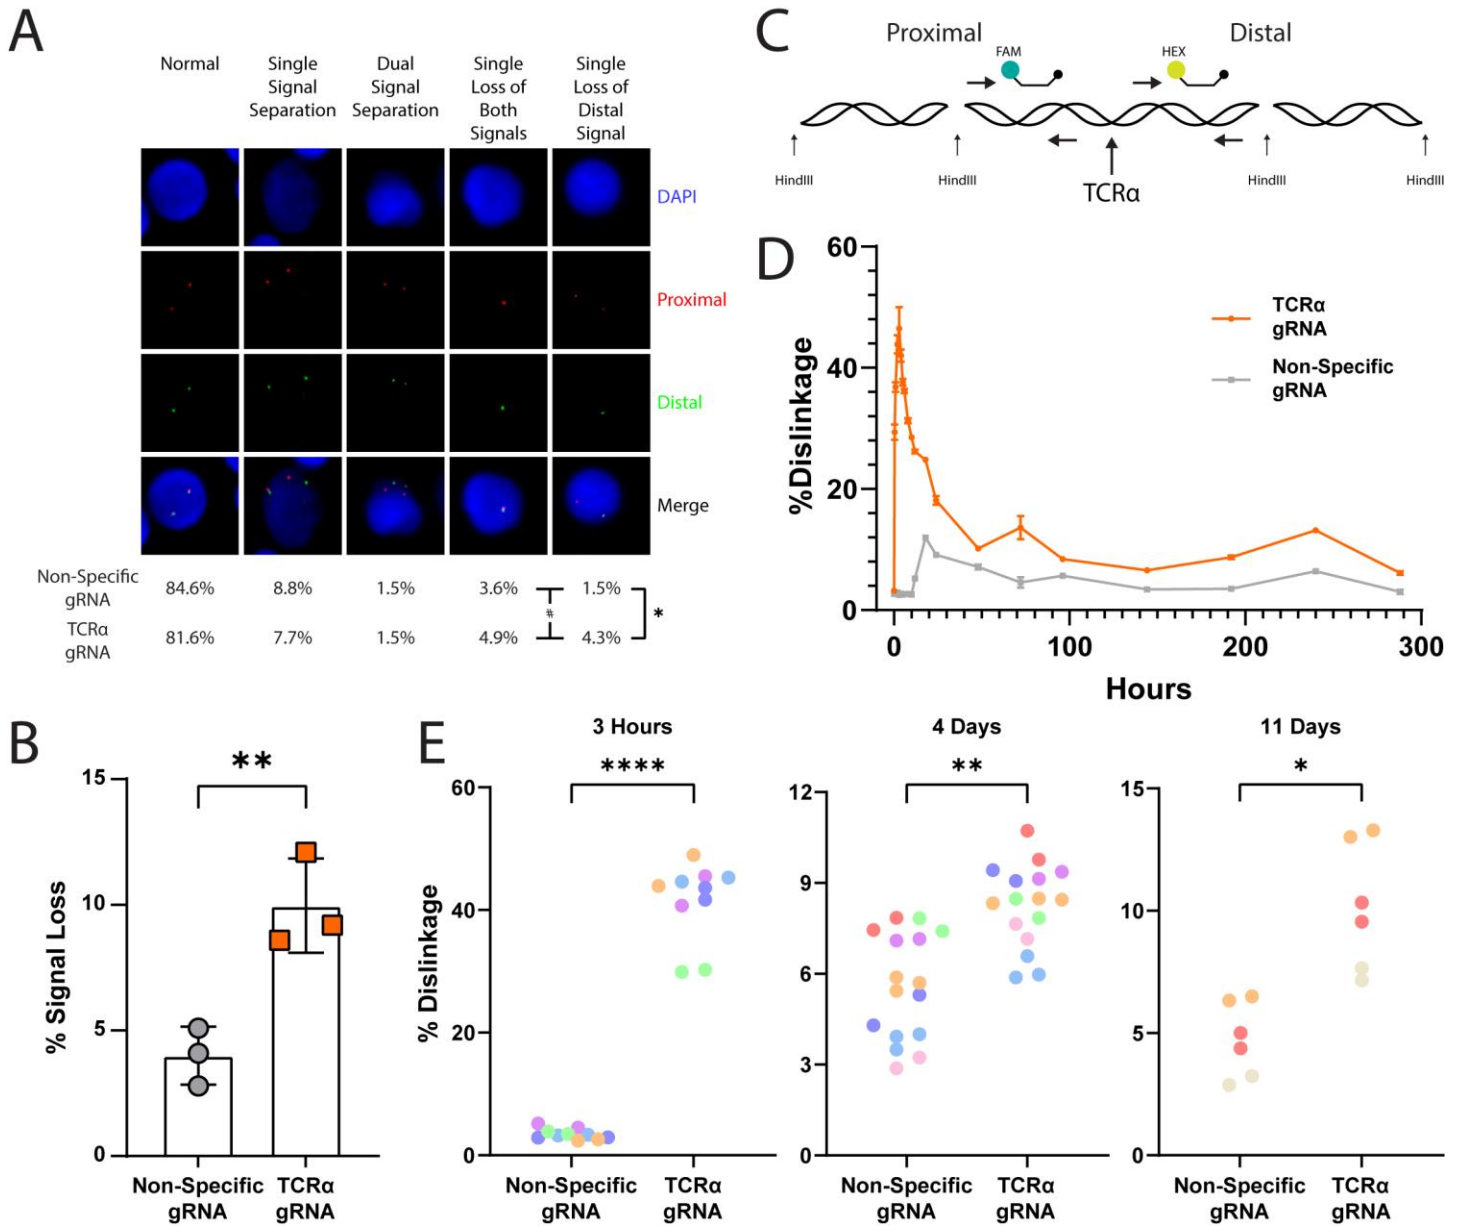 A
Normal
Single
Signal
Separation
Dual
Signal
Separation
Single
Loss of
Both
Signals
Single
Loss of
Distal
Signal
DAPI
Proximal
Distal
Merge
Non-Specific
gRNA
84.6%
8.8%
1.5%
3.6%
1.5%
#
*
TCRα
gRNA
81.6%
7.7%
1.5%
4.9%
4.3%
C
Proximal
Distal
FAM
HEX
HindIII
HindIII
HindIII
HindIII
TCRα
D
60
40
20
0
%Dislinkage
TCRα
gRNA
Non-Specific
gRNA
0
100
200
300
Hours
B
**
15
10
5
0
% Signal Loss
Non-Specific
gRNA
TCRα
gRNA
E
3 Hours
****
60
40
20
0
% Dislinkage
Non-Specific
gRNA
TCRα
gRNA
4 Days
**
12
9
6
3
0
Non-Specific
gRNA
TCRα
gRNA
11 Days
*
15
10
5
0
Non-Specific
gRNA
TCRα
gRNA